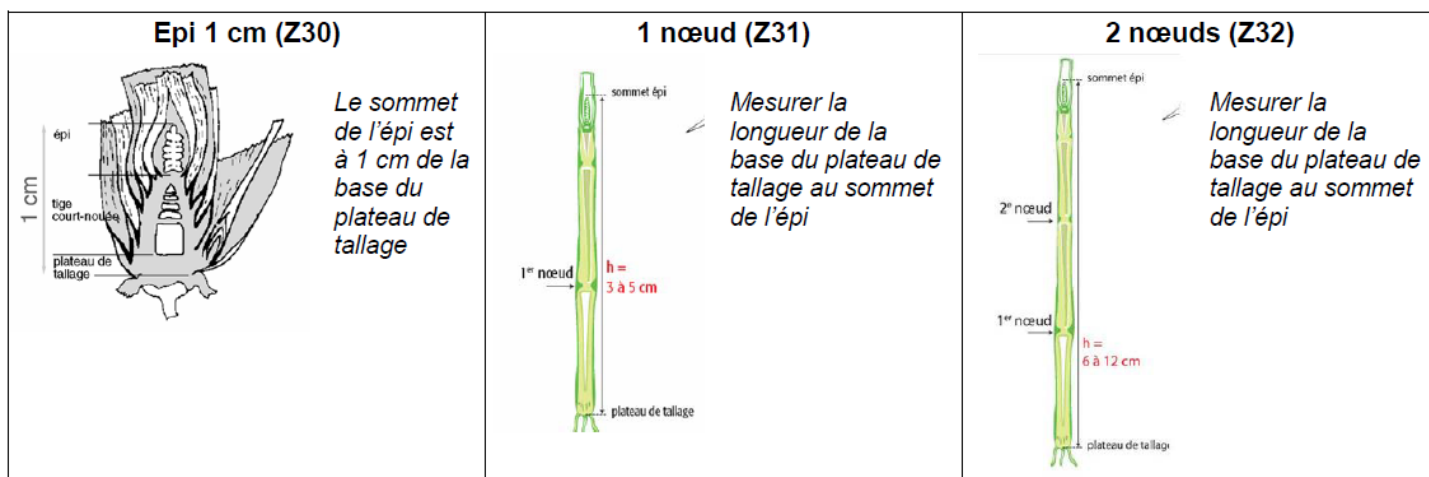 Epi 1 cm (Z30)
1 cm
épi
tige
court-nouée
plateau de
tallage
Le sommet
de l'épi est
à 1 cm de la
base du
plateau de
tallage
1 nœud (Z31)
sommet épi
1er nœud
h =
3 à 5 cm
plateau de tallage
Mesurer la
longueur de la
base du plateau de
tallage au sommet
de l'épi
2 nœuds (Z32)
sommet épi
2e nœud
1er nœud
h =
6 à 12 cm
plateau de tallage
Mesurer la
longueur de la
base du plateau de
tallage au sommet
de l'épi